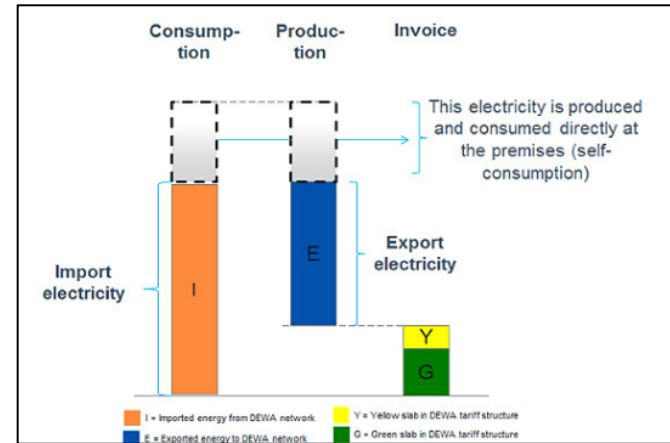 Consump-
tion
Produc-
tion
Invoice
This electricity is produced
and consumed directly at
the premises (self-
consumption)
Import
electricity
I
E
Export
electricity
Y
G
I = Imported energy from DEWA network
Y = Yellow slab in DEWA tariff structure
E = Exported energy to DEWA network
G = Green slab in DEWA tariff structure